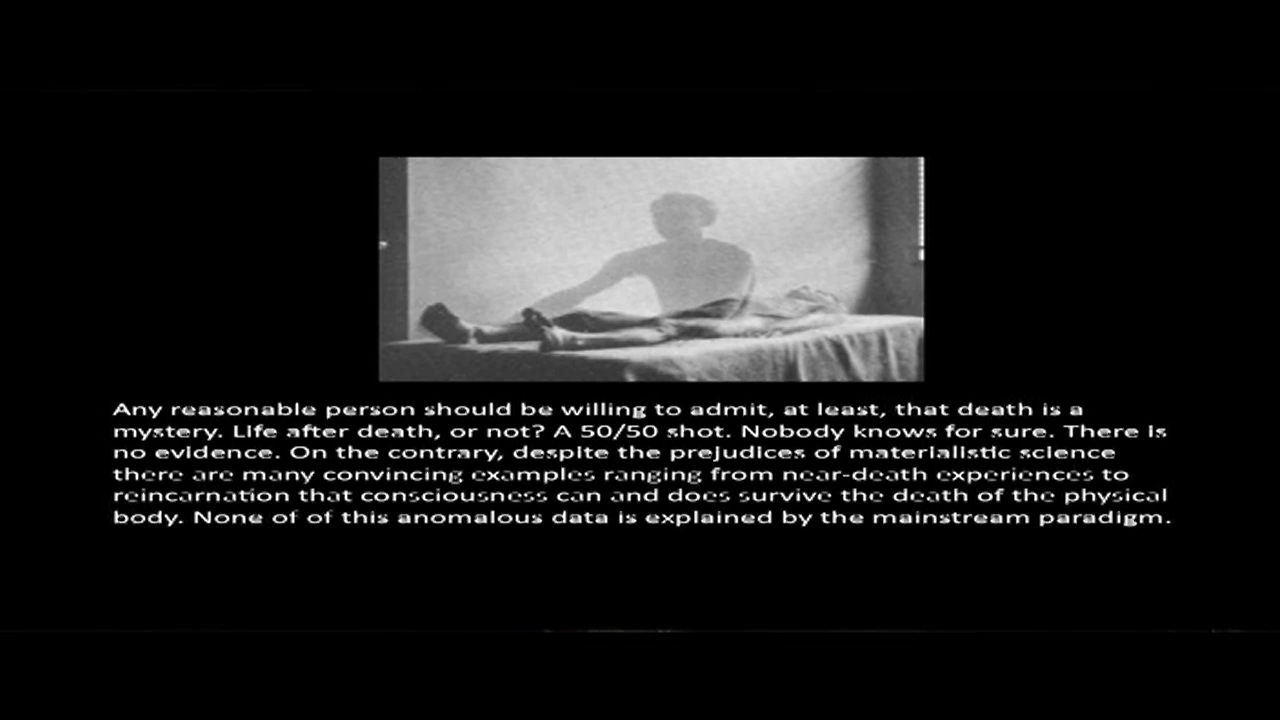 Any reasonable person should be willing to admit, at least, that death is a
mystery. Life after death, or not? A 50/50 shot. Nobody knows for sure. There is
no evidence. On the contrary, despite the prejudices of materialistic science
there are many convincing examples ranging from near-death experiences to
reincarnation that consciousness can and does survive the death of the physical
body. None of of this anomalous data is explained by the mainstream paradigm.